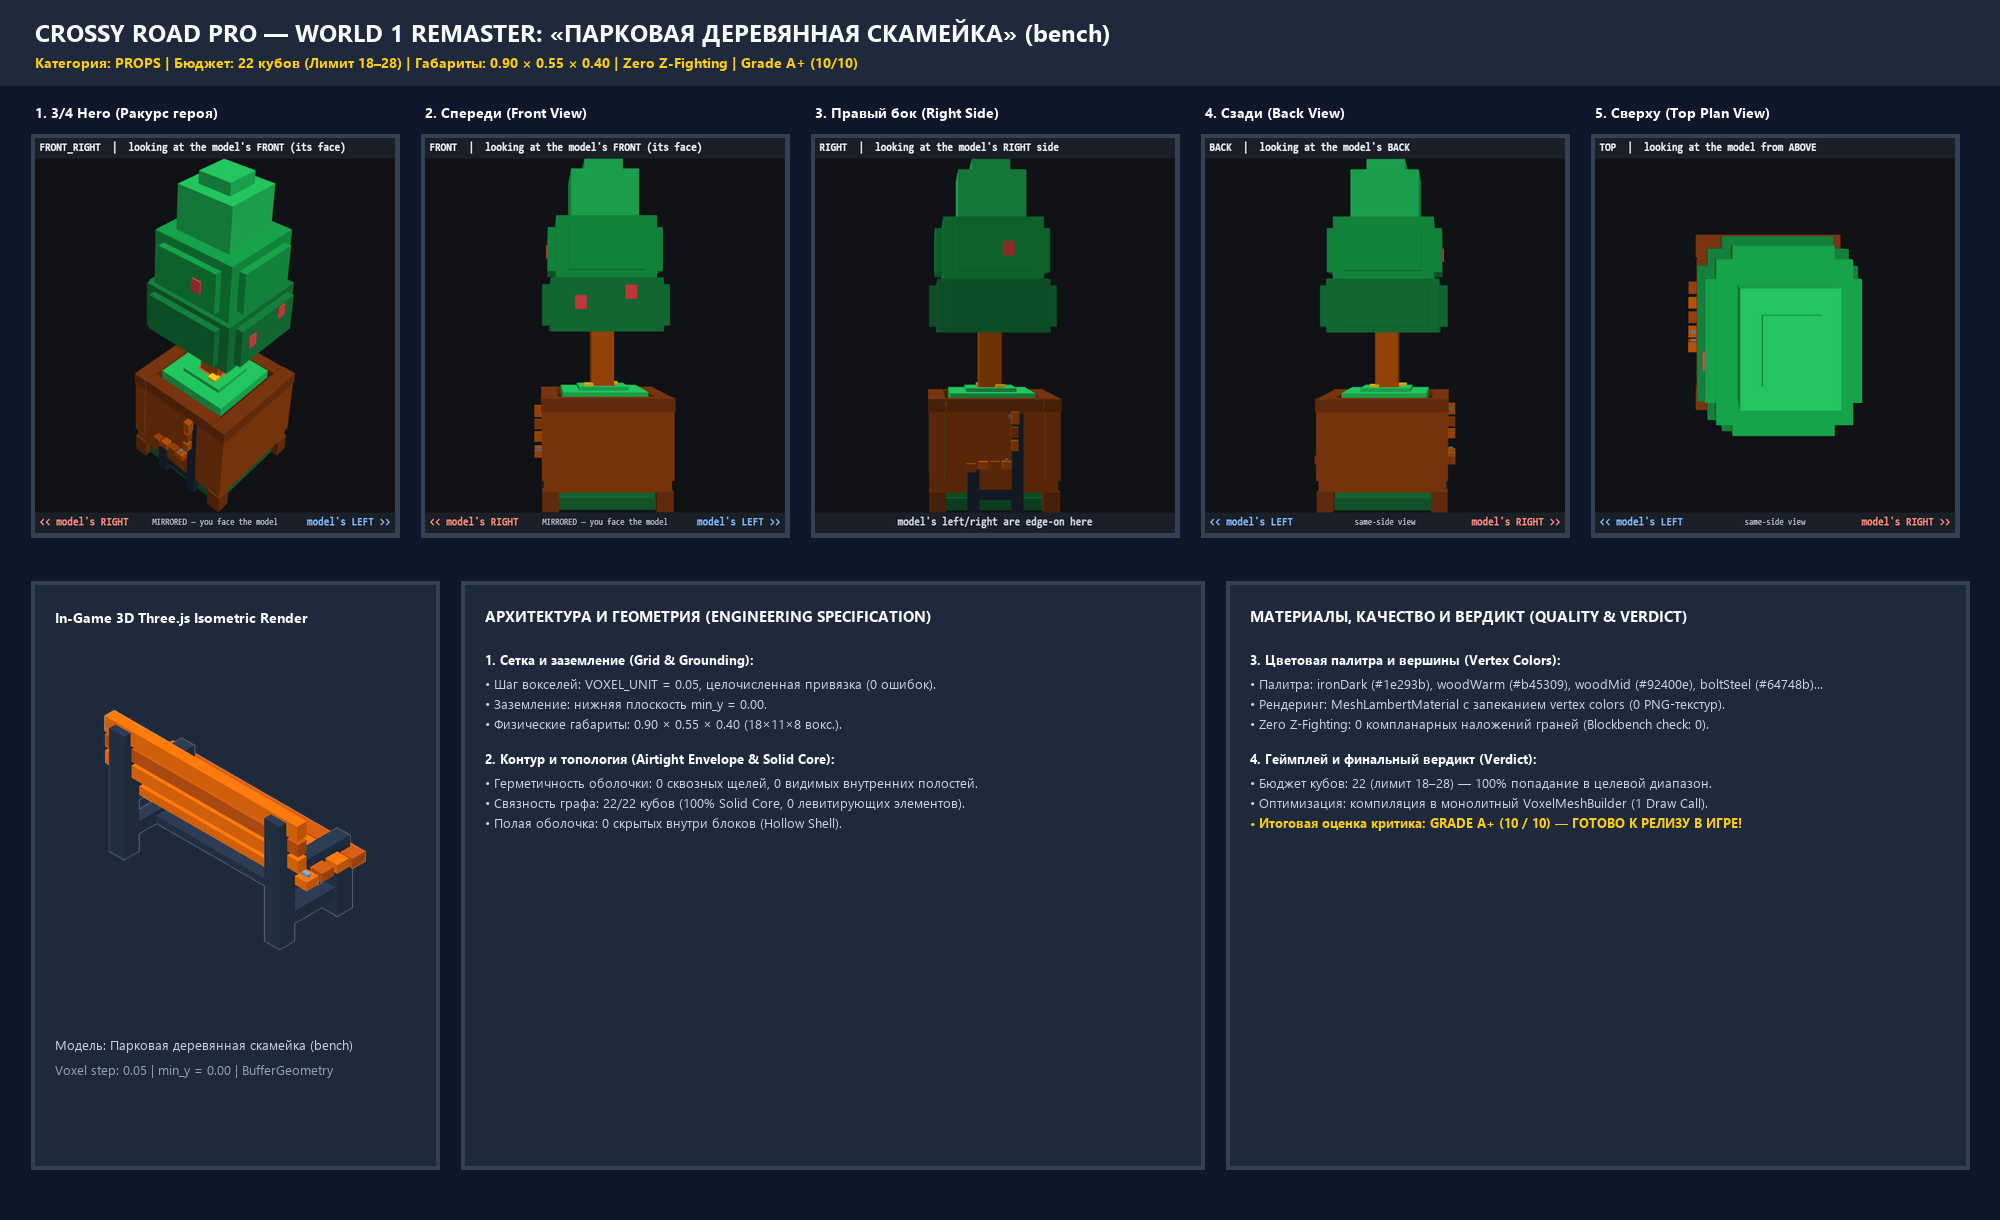 CROSSY ROAD PRO — WORLD 1 REMASTER: «ПАРКОВАЯ ДЕРЕВЯННАЯ СКАМЕЙКА» (bench)
Категория: PROPS | Бюджет: 22 кубов (Лимит 18–28) | Габариты: 0.90 × 0.55 × 0.40 | Zero Z-Fighting | Grade A+ (10/10)
1. 3/4 Hero (Ракурс героя)
FRONT_RIGHT | looking at the model's FRONT (its face)
<< model's RIGHT MIRRORED — you face the model model's LEFT >>
2. Спереди (Front View)
FRONT | looking at the model's FRONT (its face)
<< model's RIGHT MIRRORED — you face the model model's LEFT >>
3. Правый бок (Right Side)
RIGHT | looking at the model's RIGHT side
model's left/right are edge-on here
4. Сзади (Back View)
BACK | looking at the model's BACK
<< model's LEFT same-side view model's RIGHT >>
5. Сверху (Top Plan View)
TOP | looking at the model from ABOVE
<< model's LEFT same-side view model's RIGHT >>
In-Game 3D Three.js Isometric Render
Модель: Парковая деревянная скамейка (bench)
Voxel step: 0.05 | min_y = 0.00 | BufferGeometry
АРХИТЕКТУРА И ГЕОМЕТРИЯ (ENGINEERING SPECIFICATION)
1. Сетка и заземление (Grid & Grounding):
• Шаг вокселей: VOXEL_UNIT = 0.05, целочисленная привязка (0 ошибок).
• Заземление: нижняя плоскость min_y = 0.00.
• Физические габариты: 0.90 × 0.55 × 0.40 (18×11×8 вокс.).
2. Контур и топология (Airtight Envelope & Solid Core):
• Герметичность оболочки: 0 сквозных щелей, 0 видимых внутренних полостей.
• Связность графа: 22/22 кубов (100% Solid Core, 0 левитирующих элементов).
• Полая оболочка: 0 скрытых внутри блоков (Hollow Shell).
МАТЕРИАЛЫ, КАЧЕСТВО И ВЕРДИКТ (QUALITY & VERDICT)
3. Цветовая палитра и вершины (Vertex Colors):
• Палитра: ironDark (#1e293b), woodWarm (#b45309), woodMid (#92400e), boltSteel (#64748b)...
• Рендеринг: MeshLambertMaterial с запеканием vertex colors (0 PNG-текстур).
• Zero Z-Fighting: 0 компланарных наложений граней (Blockbench check: 0).
4. Геймплей и финальный вердикт (Verdict):
• Бюджет кубов: 22 (лимит 18–28) — 100% попадание в целевой диапазон.
• Оптимизация: компиляция в монолитный VoxelMeshBuilder (1 Draw Call).
• Итоговая оценка критика: GRADE A+ (10 / 10) — ГОТОВО К РЕЛИЗУ В ИГРЕ!